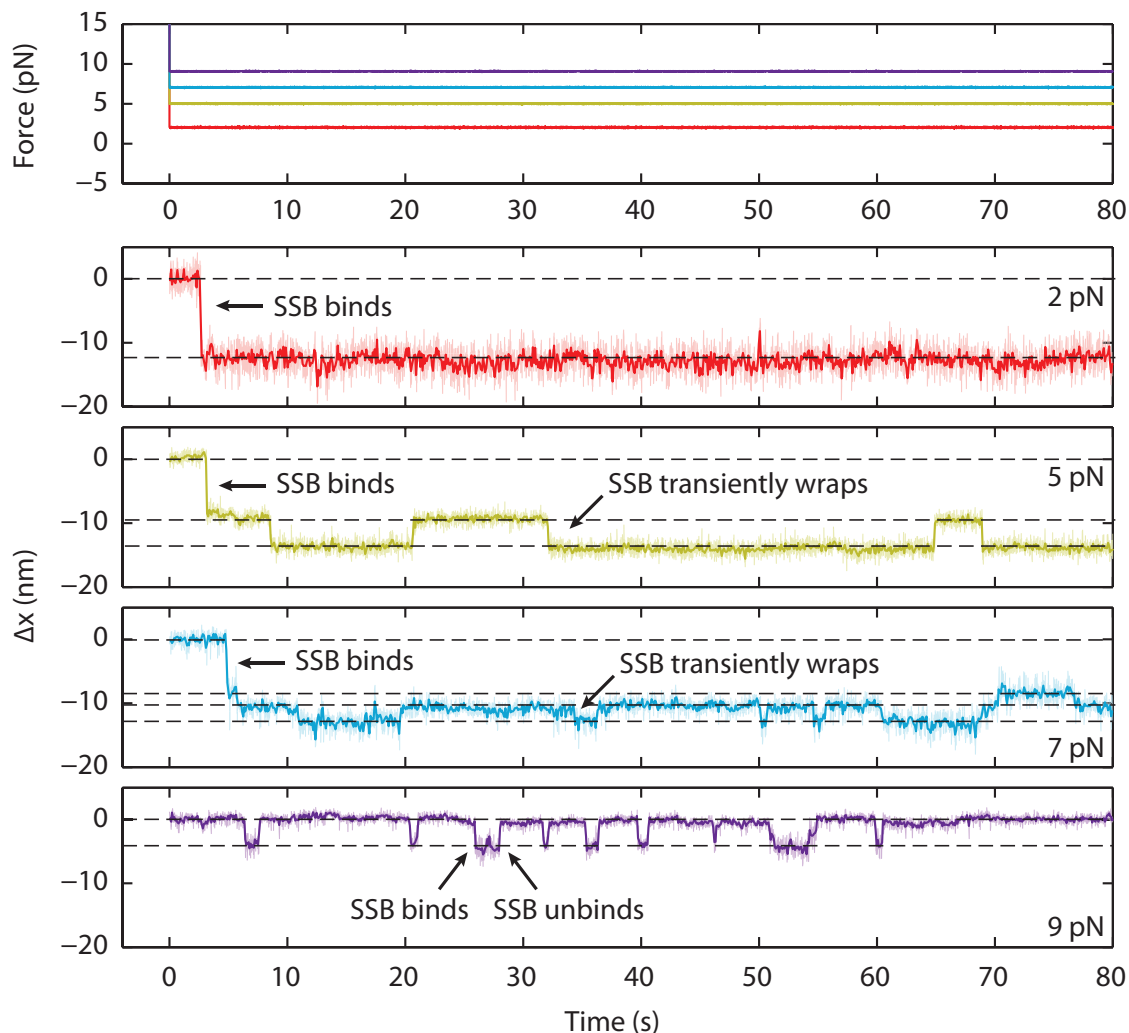 Force (pN)
15
10
5
0
−5
0 10 20 30 40 50 60 70 80
Δx (nm)
0
−10
−20
SSB binds
2 pN
0
−10
−20
SSB binds
SSB transiently wraps
5 pN
0
−10
−20
SSB binds
SSB transiently wraps
7 pN
0
−10
−20
SSB binds
SSB unbinds
9 pN
0 10 20 30 40 50 60 70 80
Time (s)